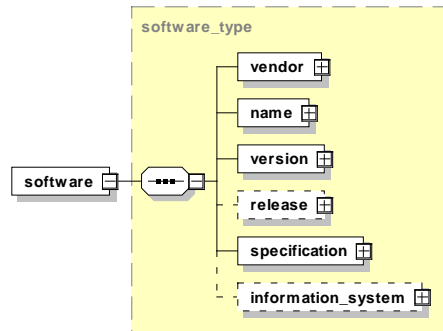 software_type
vendor
name
version
software
release
specification
information_system